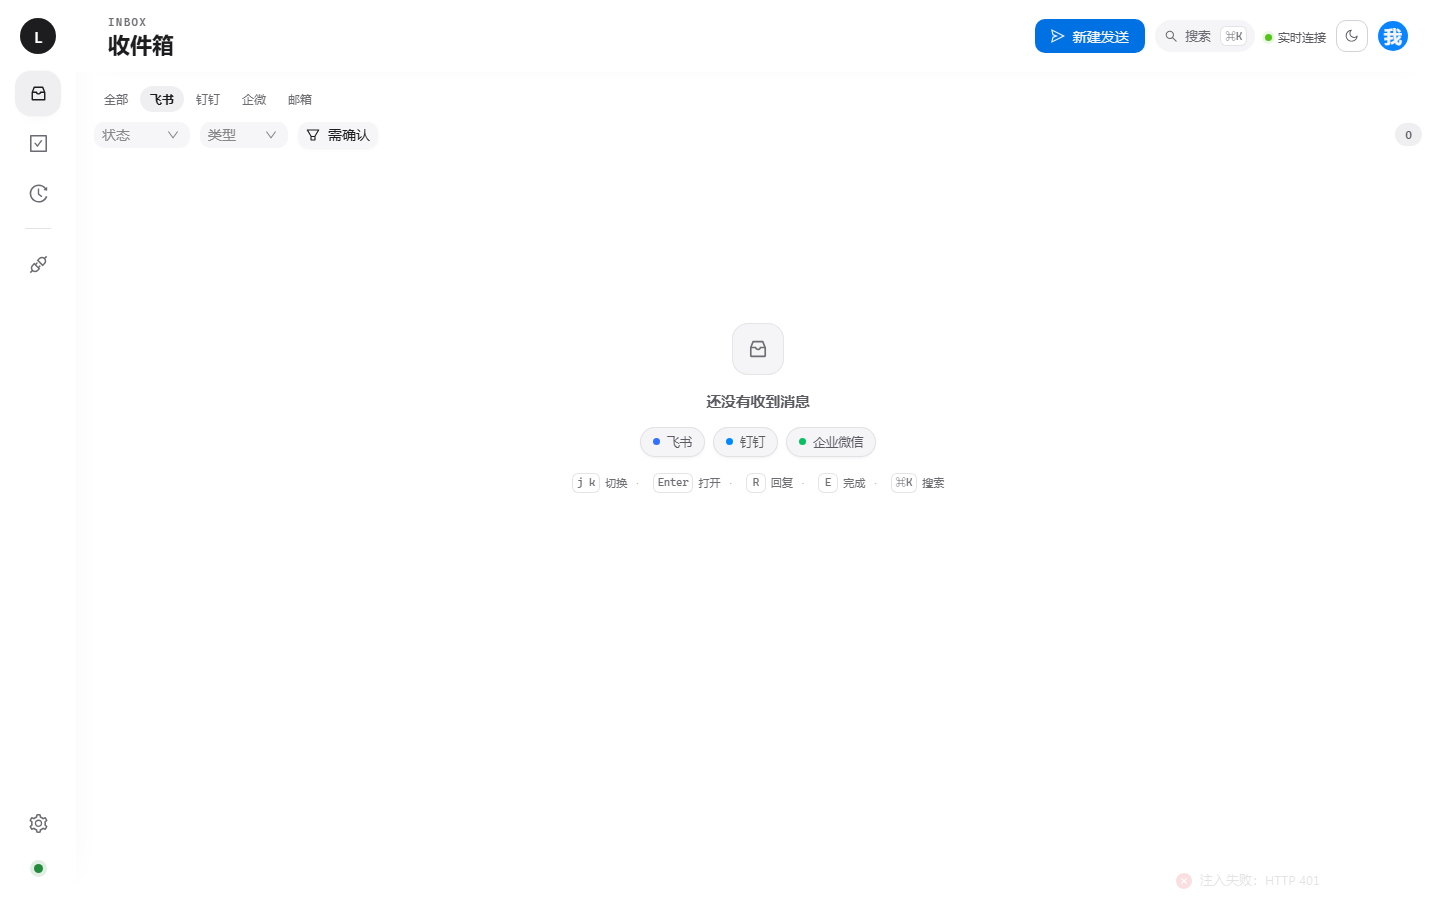 L
INBOX
收件箱
新建发送
搜索 ⌘K
实时连接
我
全部 飞书 钉钉 企微 邮箱
状态 类型 需确认
0
还没有收到消息
飞书 钉钉 企业微信
j k 切换 · Enter 打开 · R 回复 · E 完成 · ⌘K 搜索
注入失败：HTTP 401